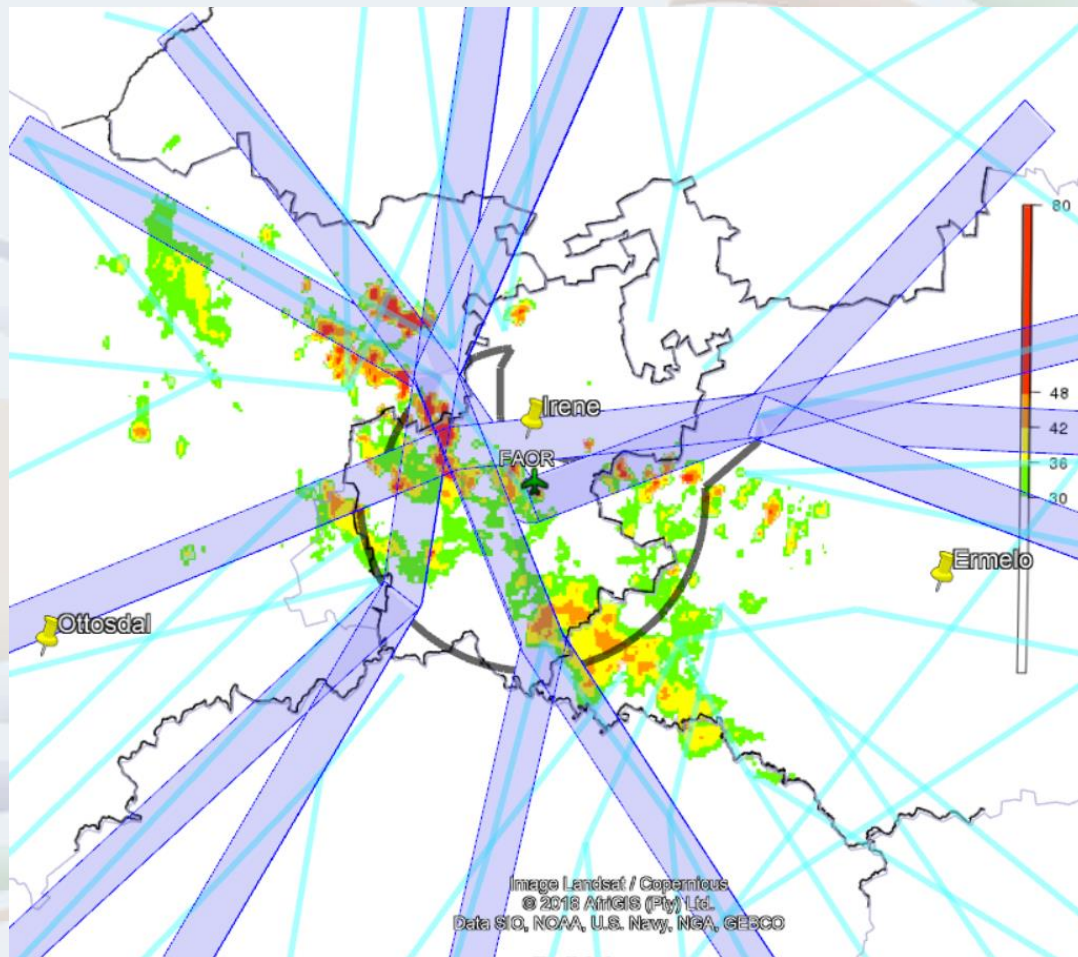 80
48
42
36
30
Irene
FAOR
Ermelo
Ottosdal
Image Landsat / Copernicus
© 2018 AfriGIS (Pty) Ltd.
Data SIO, NOAA, U.S. Navy, NGA, GEBCO